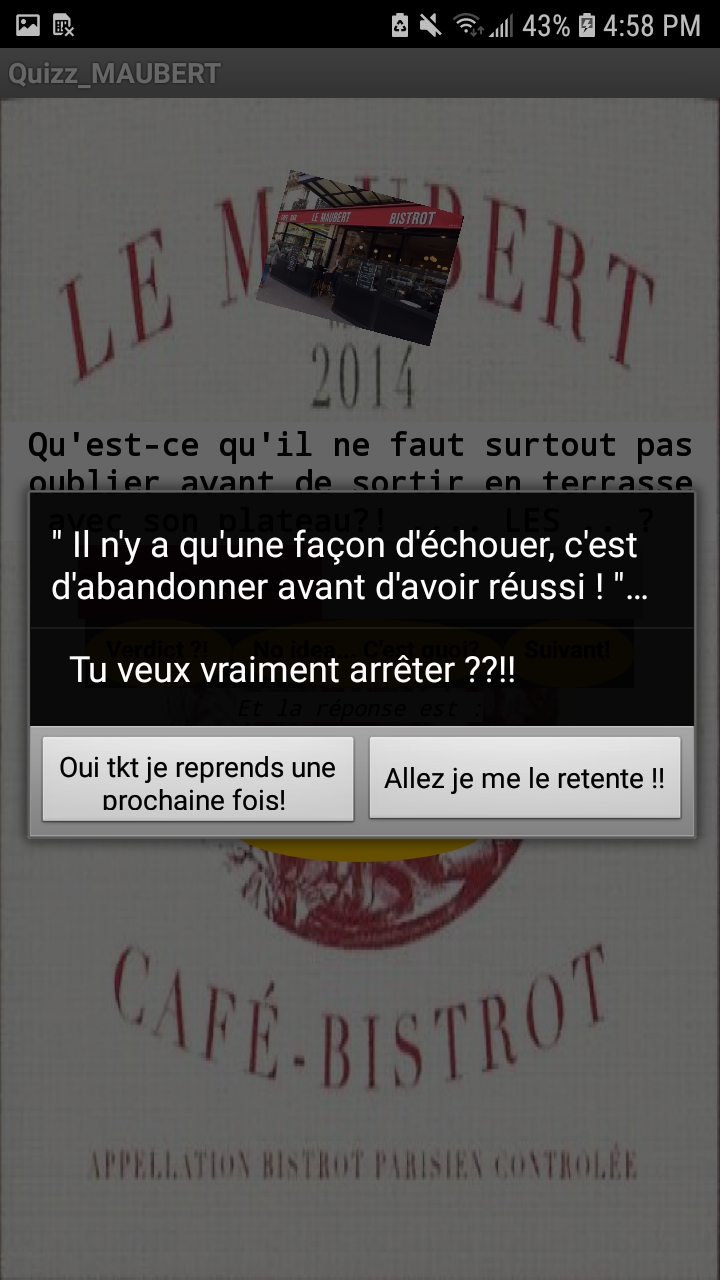 43% 4:58 PM
Quizz_MAUBERT
LE MAUBERT
LE MAUBERT BISTROT
2014
Qu'est-ce qu'il ne faut surtout pas
oublier avant de sortir en terrasse
avec son plateau?! .... LES .. ?
" Il n'y a qu'une façon d'échouer, c'est
d'abandonner avant d'avoir réussi ! "...
Verdict ?! No idea... C'est quoi? Suivant!
Tu veux vraiment arrêter ??!!
Et la réponse est :
Oui tkt je reprends une
prochaine fois!
Allez je me le retente !!
CAFÉ-BISTROT
APPELLATION BISTROT PARISIEN CONTROLÉE